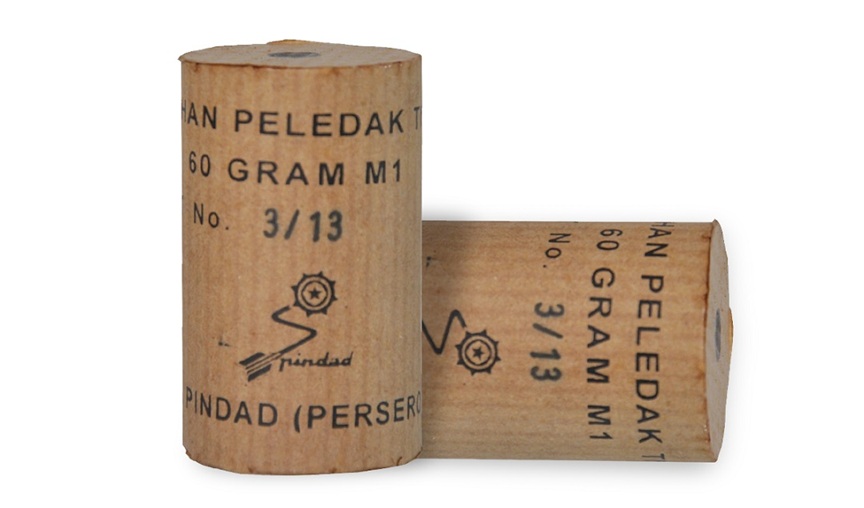 HAN PELEDAK T
60 GRAM M1
No. 3/13
pindad
PINDAD (PERSERO
HAN PELEDAK T
60 GRAM M1
No. 3/13